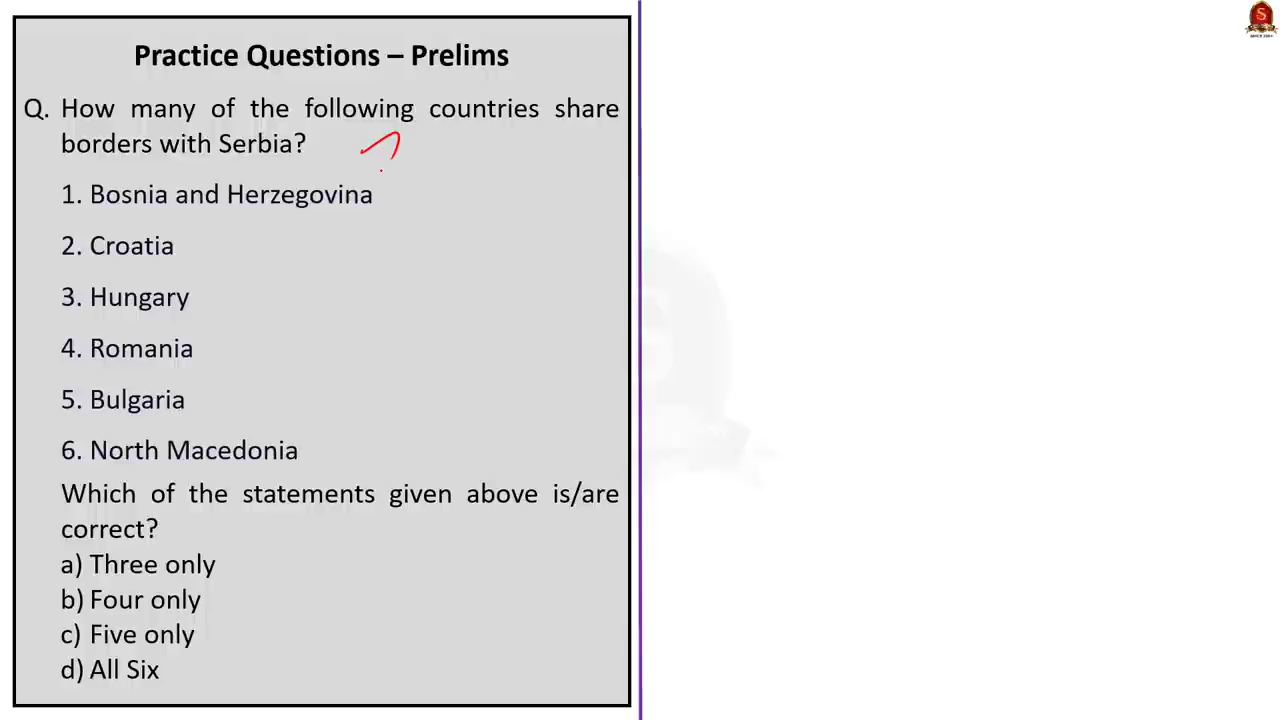 Practice Questions – Prelims
Q. How many of the following countries share
borders with Serbia?
1. Bosnia and Herzegovina
2. Croatia
3. Hungary
4. Romania
5. Bulgaria
6. North Macedonia
Which of the statements given above is/are
correct?
a) Three only
b) Four only
c) Five only
d) All Six
S